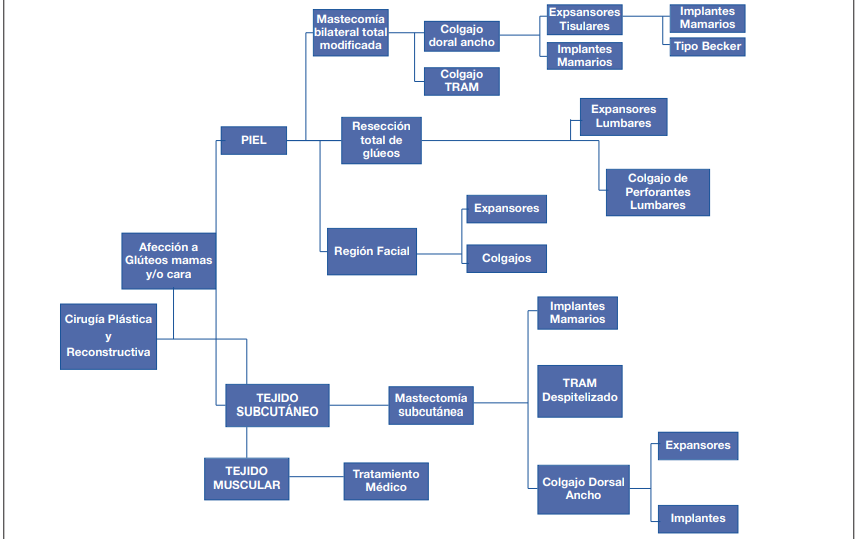 Mastecomía
bilateral total
modificada
Colgajo
doral ancho
Colgajo
TRAM
Expsansores
Tisulares
Implantes
Mamarios
Implantes
Mamarios
Tipo Becker
PIEL
Resección
total de
glúeos
Expansores
Lumbares
Colgajo de
Perforantes
Lumbares
Región Facial
Expansores
Colgajos
Afección a
Glúteos mamas
y/o cara
Cirugía Plástica
y
Reconstructiva
TEJIDO
SUBCUTÁNEO
Mastectomía
subcutánea
Implantes
Mamarios
TRAM
Despitelizado
Colgajo Dorsal
Ancho
Expansores
Implantes
TEJIDO
MUSCULAR
Tratamiento
Médico